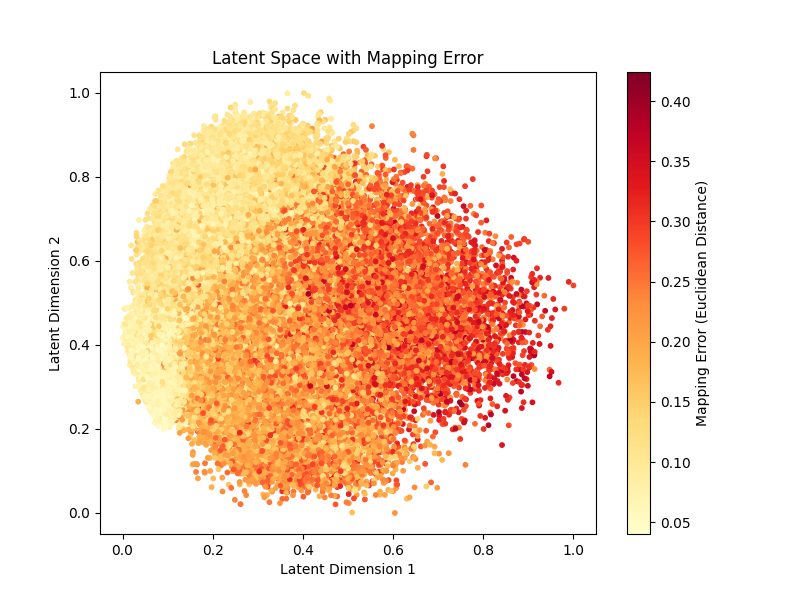 Latent Space with Mapping Error
1.0
0.8
0.6
0.4
0.2
0.0
Latent Dimension 2
0.0 0.2 0.4 0.6 0.8 1.0
Latent Dimension 1
0.40
0.35
0.30
0.25
0.20
0.15
0.10
0.05
Mapping Error (Euclidean Distance)